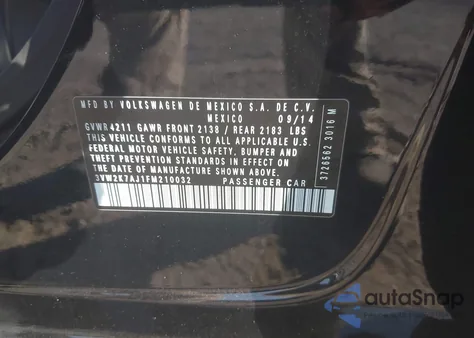 MFD BY VOLKSWAGEN DE MEXICO S.A. DE C.V.
MEXICO 09/14
GVWR4211 GAWR FRONT 2138 / REAR 2183 LBS
THIS VEHICLE CONFORMS TO ALL APPLICABLE U.S.
FEDERAL MOTOR VEHICLE SAFETY, BUMPER AND
THEFT PREVENTION STANDARDS IN EFFECT ON
THE DATE OF MANUFACTURE SHOWN ABOVE.
3VW2K7AJ1FM210032 PASSENGER CAR
3726562 3016 M
autoSnap